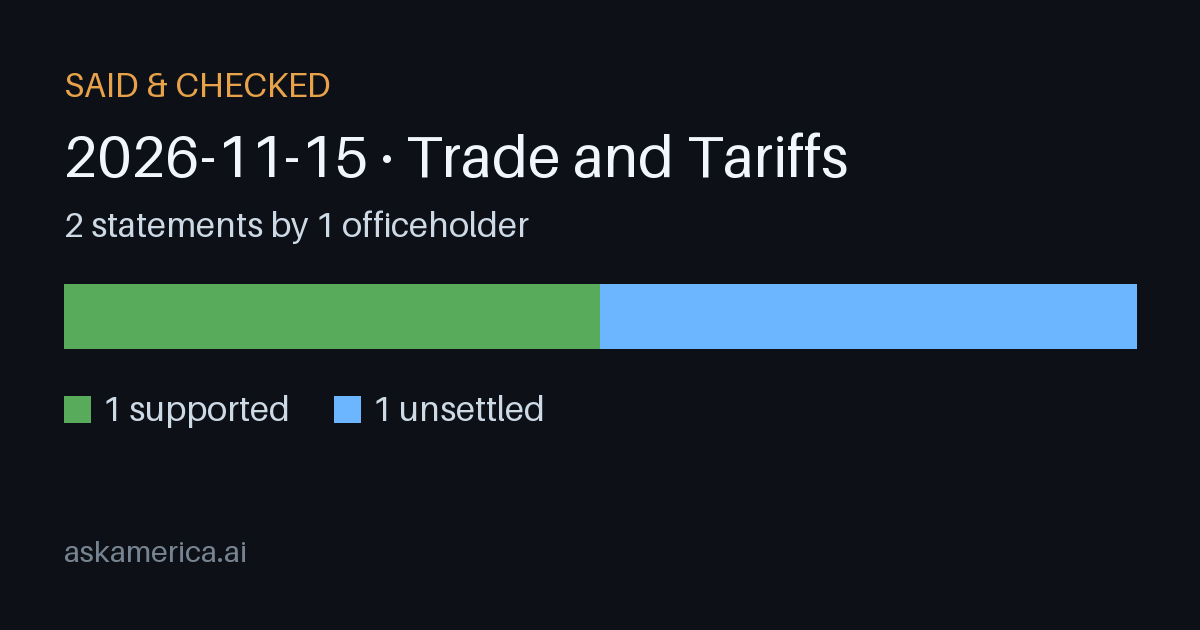 SAID & CHECKED
2026-11-15 · Trade and Tariffs
2 statements by 1 officeholder
1 supported 1 unsettled
askamerica.ai